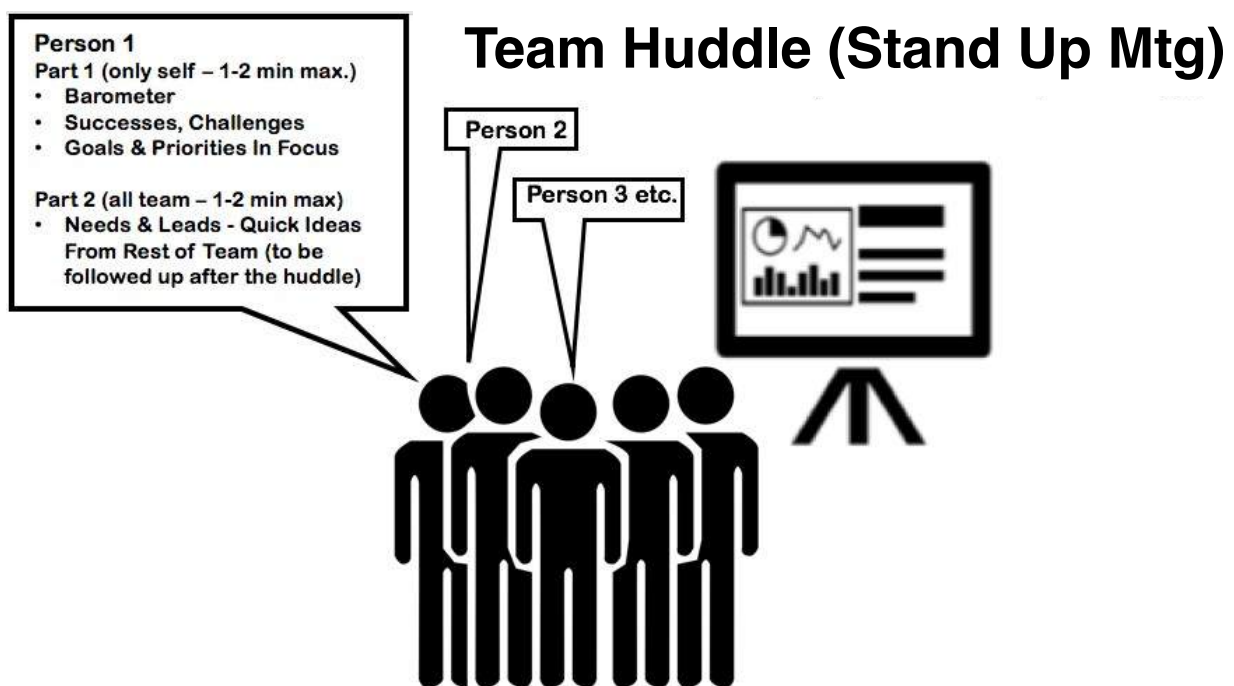 Team Huddle (Stand Up Mtg)
Person 1
Part 1 (only self – 1-2 min max.)
• Barometer
• Successes, Challenges
• Goals & Priorities In Focus
Part 2 (all team – 1-2 min max)
• Needs & Leads - Quick Ideas
From Rest of Team (to be
followed up after the huddle)
Person 2
Person 3 etc.